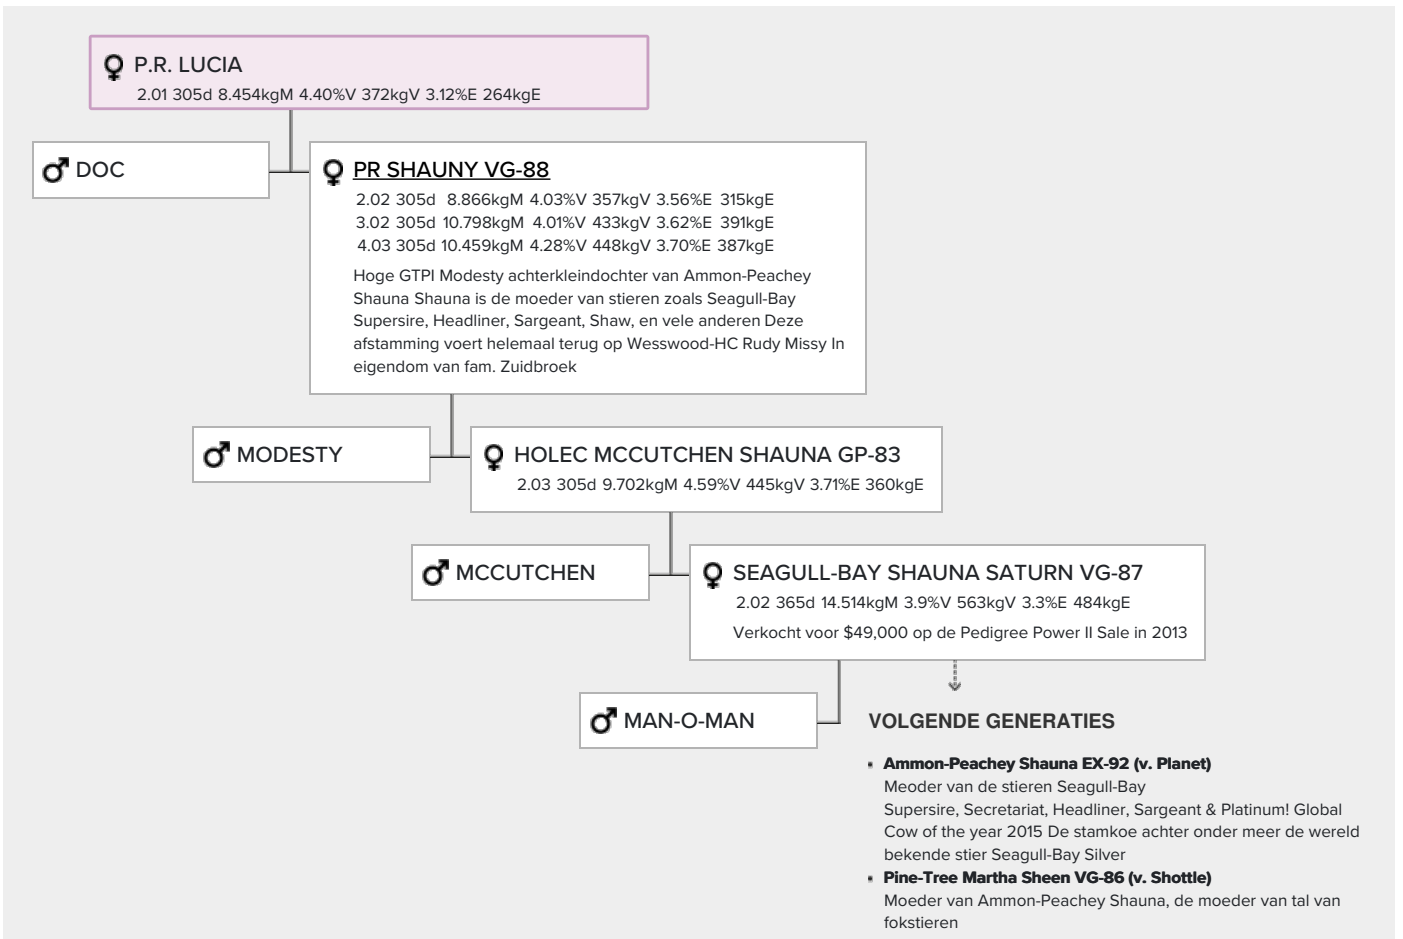 P.R. LUCIA
2.01 305d 8.454kgM 4.40%V 372kgV 3.12%E 264kgE
DOC
PR SHAUNY VG-88
2.02 305d 8.866kgM 4.03%V 357kgV 3.56%E 315kgE
3.02 305d 10.798kgM 4.01%V 433kgV 3.62%E 391kgE
4.03 305d 10.459kgM 4.28%V 448kgV 3.70%E 387kgE
Hoge GTPI Modesty achterkleindochter van Ammon-Peachey
Shauna Shauna is de moeder van stieren zoals Seagull-Bay
Supersire, Headliner, Sargeant, Shaw, en vele anderen Deze
afstamming voert helemaal terug op Wesswood-HC Rudy Missy In
eigendom van fam. Zuidbroek
MODESTY
HOLEC MCCUTCHEN SHAUNA GP-83
2.03 305d 9.702kgM 4.59%V 445kgV 3.71%E 360kgE
MCCUTCHEN
SEAGULL-BAY SHAUNA SATURN VG-87
2.02 365d 14.514kgM 3.9%V 563kgV 3.3%E 484kgE
Verkocht voor $49,000 op de Pedigree Power II Sale in 2013
MAN-O-MAN
VOLGENDE GENERATIES
▪ Ammon-Peachey Shauna EX-92 (v. Planet)
Meoder van de stieren Seagull-Bay
Supersire, Secretariat, Headliner, Sargeant & Platinum! Global
Cow of the year 2015 De stamkoe achter onder meer de wereld
bekende stier Seagull-Bay Silver
▪ Pine-Tree Martha Sheen VG-86 (v. Shottle)
Moeder van Ammon-Peachey Shauna, de moeder van tal van
fokstieren